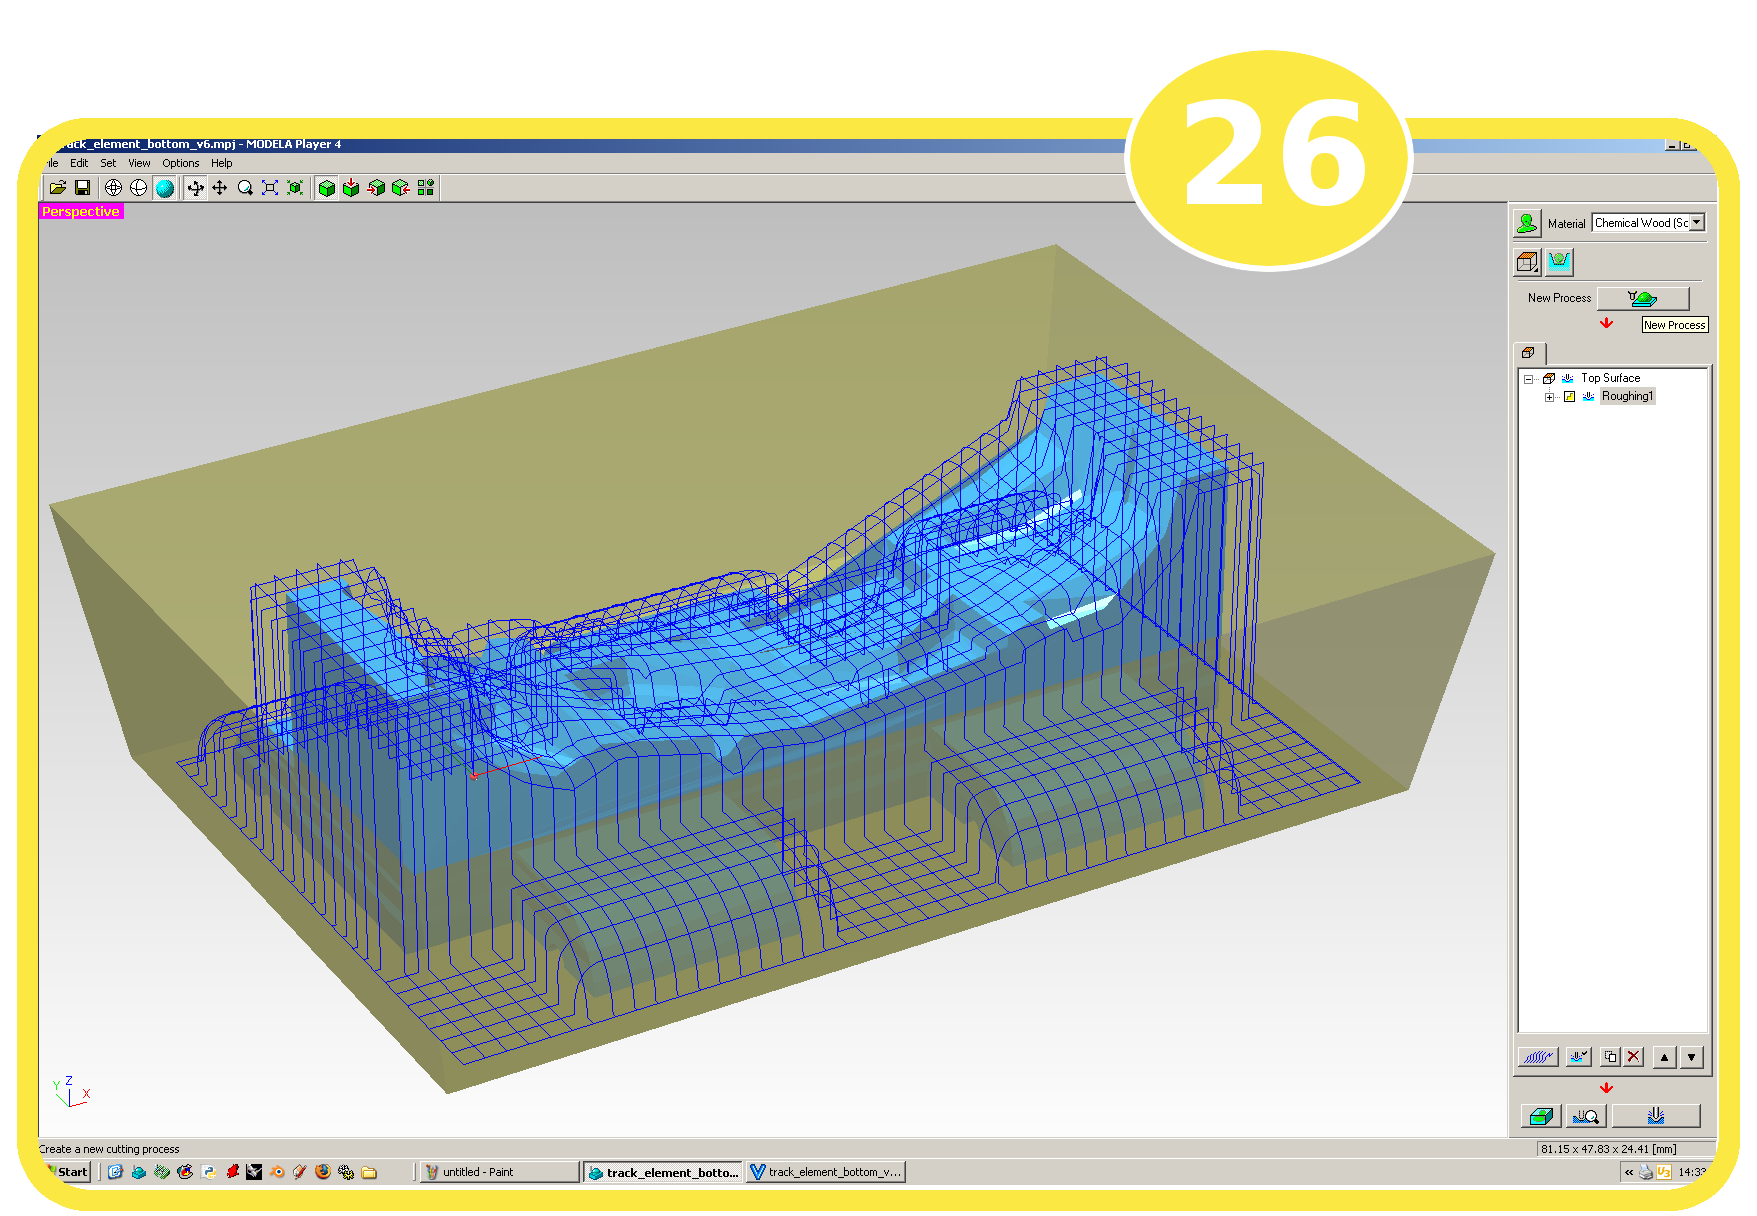 26
rack_element_bottom_v6.mpj - MODELA Player 4
ile Edit Set View Options Help
Perspective
Material Chemical Wood (Sc
New Process
New Process
Top Surface
Roughing1
Z
Y
X
Create a new cutting process
81.15 x 47.83 x 24.41 [mm]
Start untitled - Paint track_element_botto... track_element_bottom_v... « U3 14:33